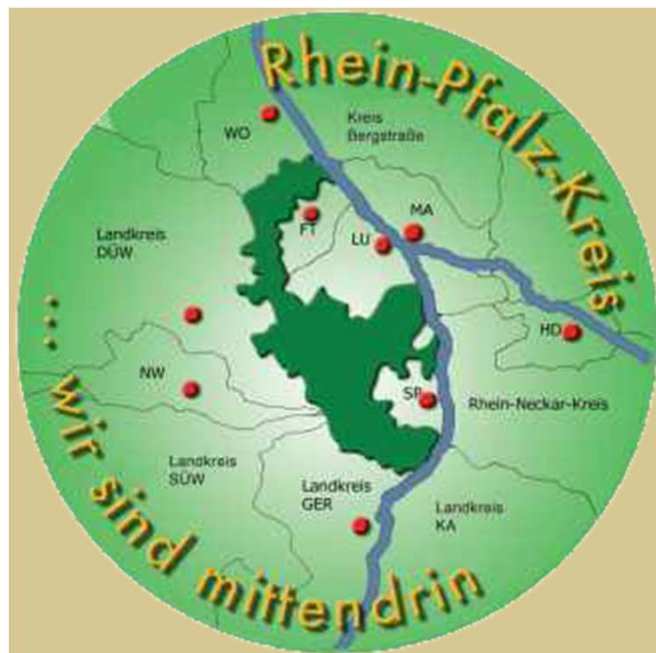 Rhein-Pfalz-Kreis
WO
Kreis
Bergstraße
MA
FT
LU
Landkreis
DÜW
HD
NW
SP
Rhein-Neckar-Kreis
Landkreis
SÜW
Landkreis
GER
Landkreis
KA
... wir sind mittendrin